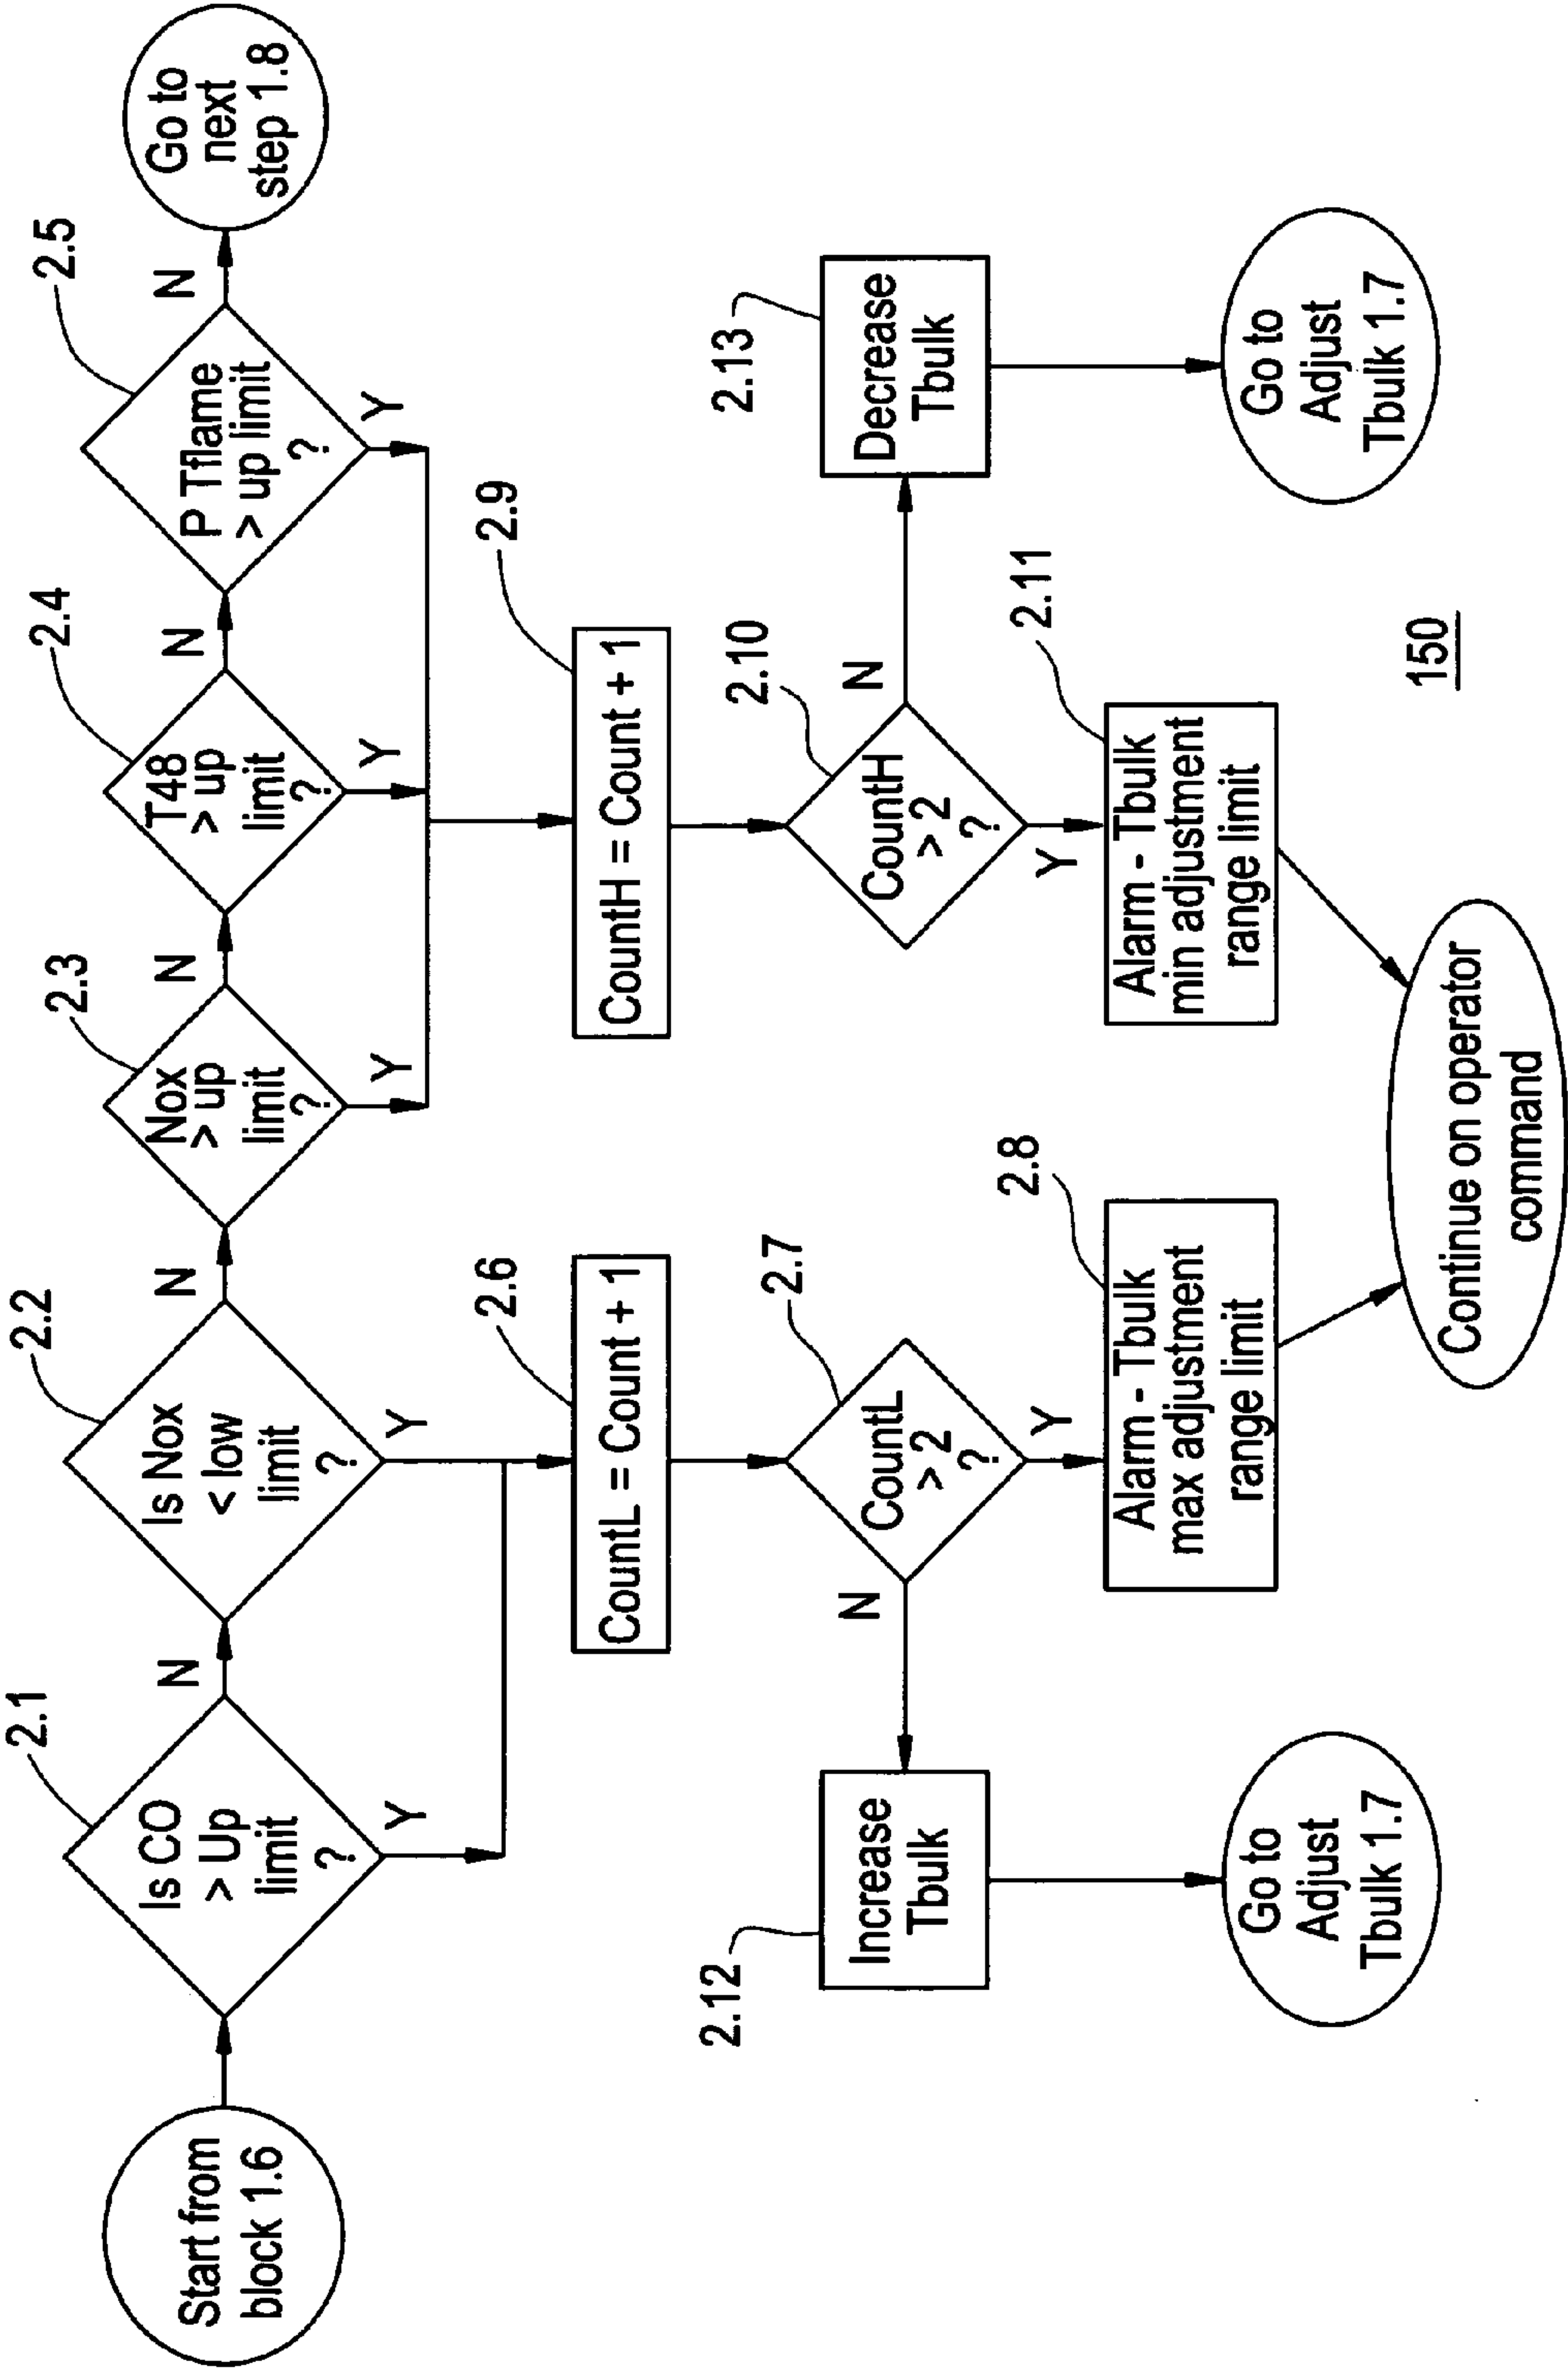 Start from
block 1.6
2.1
Is CO
> Up
limit
?
N
Y
2.2
Is Nox
< low
limit
?
N
Y
2.3
Nox
> up
limit
?
N
Y
2.4
T48
> up
limit
?
N
Y
2.5
P Tflame
> up limit
?
N
Y
Go to
next
step 1.8
2.6
CountL = Count + 1
2.9
CountH = Count + 1
2.12
Increase
Tbulk
N
2.7
CountL
> 2
?
Y
2.10
CountH
> 2
?
N
Y
2.13
Decrease
Tbulk
Go to
Adjust
Tbulk 1.7
2.8
Alarm - Tbulk
max adjustment
range limit
2.11
Alarm - Tbulk
min adjustment
range limit
Go to
Adjust
Tbulk 1.7
Continue on operator
command
150